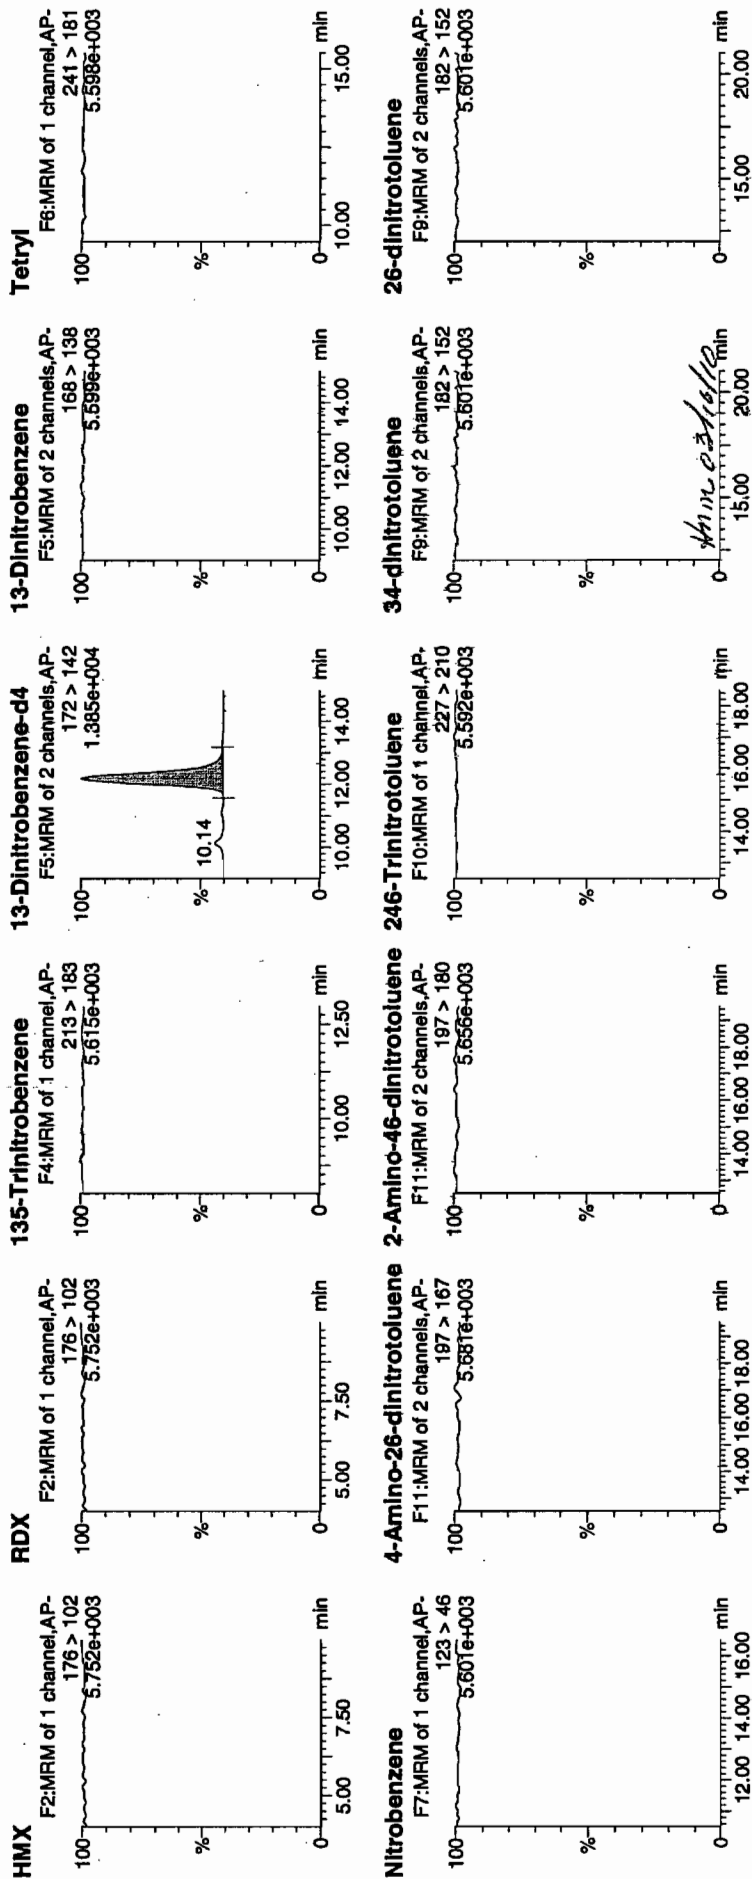 HMX
F2:MRM of 1 channel,AP-
176 > 102
5.752e+003
100
%
0
5.00 7.50 min
RDX
F2:MRM of 1 channel,AP-
176 > 102
5.752e+003
100
%
0
5.00 7.50 min
135-Trinitrobenzene
F4:MRM of 1 channel,AP-
213 > 183
5.615e+003
100
%
0
10.00 12.50 min
13-Dinitrobenzene-d4
F5:MRM of 2 channels,AP-
172 > 142
1.385e+004
100
10.14
%
0
10.00 12.00 14.00 min
13-Dinitrobenzene
F5:MRM of 2 channels,AP-
168 > 138
5.599e+003
100
%
0
10.00 12.00 14.00 min
Tetryl
F6:MRM of 1 channel,AP-
241 > 181
5.598e+003
100
%
0
10.00 15.00 min
Nitrobenzene
F7:MRM of 1 channel,AP-
123 > 46
5.601e+003
100
%
0
12.00 14.00 16.00 min
4-Amino-26-dinitrotoluene
F11:MRM of 2 channels,AP-
197 > 167
5.681e+003
100
%
0
14.00 16.00 18.00 min
2-Amino-46-dinitrotoluene
F11:MRM of 2 channels,AP-
197 > 180
5.656e+003
100
%
0
14.00 16.00 18.00 min
246-Trinitrotoluene
F10:MRM of 1 channel,AP-
227 > 210
5.592e+003
100
%
0
14.00 16.00 18.00 min
34-dinitrotoluene
F9:MRM of 2 channels,AP-
182 > 152
5.601e+003
100
%
0
15.00 20.00 min
03/16/10
26-dinitrotoluene
F9:MRM of 2 channels,AP-
182 > 152
5.601e+003
100
%
0
15.00 20.00 min